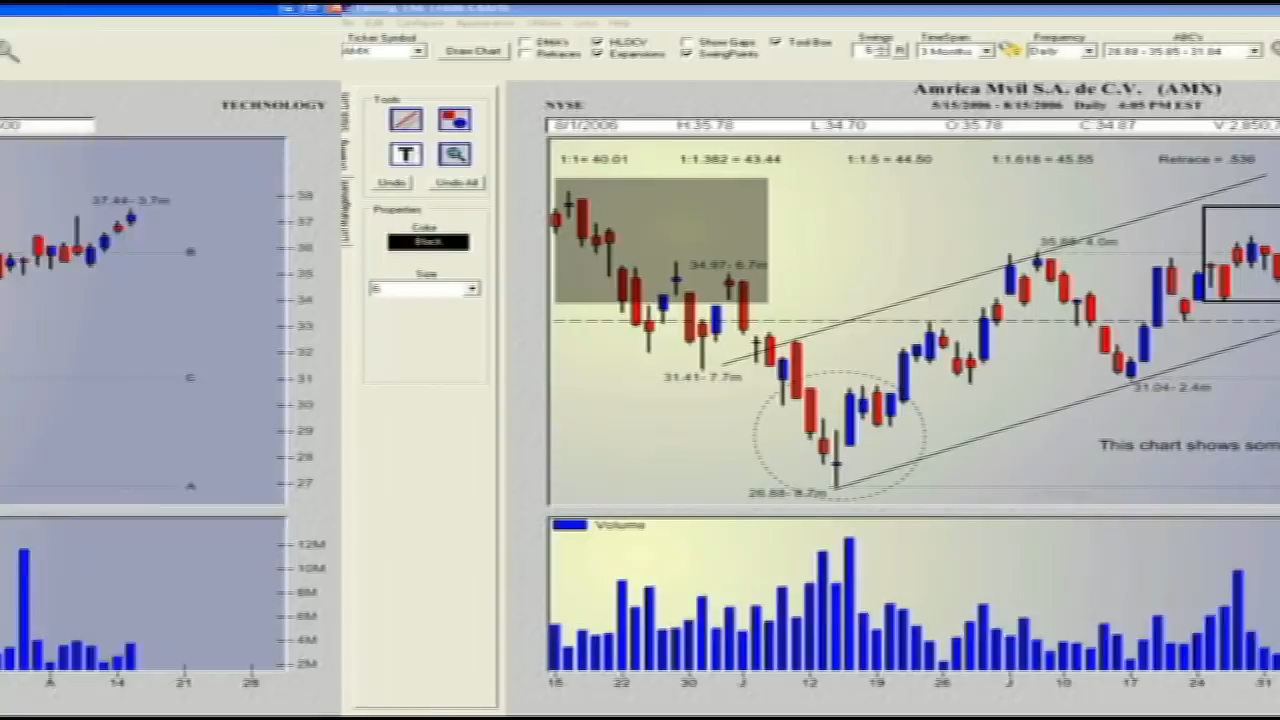 Ticker Symbol
AMX
Draw Chart
HLOCV
Retraces
Expansions
Show Gaps
SwingPoints
Tool Box
Swings
TimeSpan
3 Months
Frequency
Daily
ABC's
26.88 - 35.85 - 31.04
TECHNOLOGY
37.44- 3.7m
B
C
A
38
37
36
35
34
33
32
31
30
29
28
27
12M
10M
8M
6M
4M
2M
A
14
21
28
Tools
T
Undo
Undo All
Properties
Color
Black
Size
6
Amrica Mvil S.A. de C.V. (AMX)
NYSE
5/15/2006 - 8/15/2006 Daily 4:05 PM EST
8/1/2006 H:35.78 L:34.70 O:35.78 C:34.87 V:2,850,7
1:1= 40.01 1:1.382 = 43.44 1:1.5 = 44.50 1:1.618 = 45.55 Retrace = .536
34.97- 6.7m
31.41- 7.7m
31.04- 2.4m
26.88- 8.7m
This chart shows som
Volume
15
22
30
J
12
19
26
J
10
17
24
31